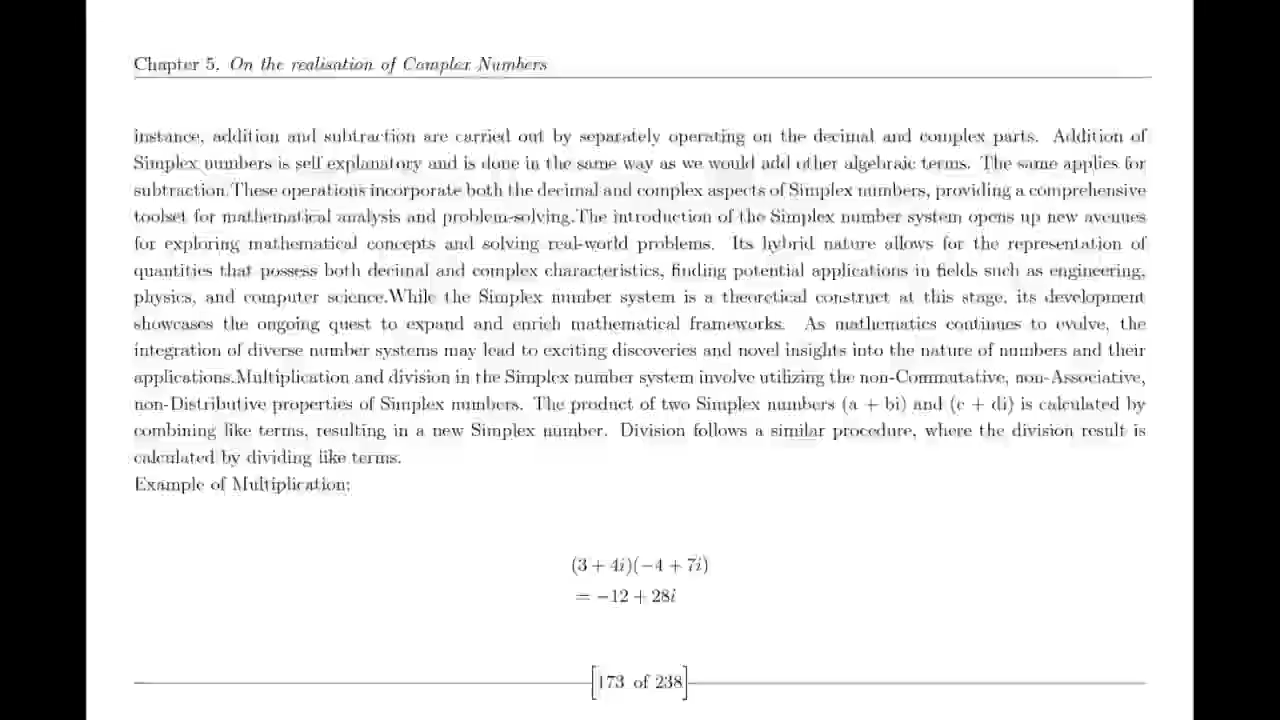 Chapter 5. On the realisation of Complex Numbers
instance, addition and subtraction are carried out by separately operating on the decimal and complex parts. Addition of
Simplex numbers is self explanatory and is done in the same way as we would add other algebraic terms. The same applies for
subtraction.These operations incorporate both the decimal and complex aspects of Simplex numbers, providing a comprehensive
toolset for mathematical analysis and problem-solving.The introduction of the Simplex number system opens up new avenues
for exploring mathematical concepts and solving real-world problems. Its hybrid nature allows for the representation of
quantities that possess both decimal and complex characteristics, finding potential applications in fields such as engineering,
physics, and computer science.While the Simplex number system is a theoretical construct at this stage, its development
showcases the ongoing quest to expand and enrich mathematical frameworks. As mathematics continues to evolve, the
integration of diverse number systems may lead to exciting discoveries and novel insights into the nature of numbers and their
applications.Multiplication and division in the Simplex number system involve utilizing the non-Commutative, non-Associative,
non-Distributive properties of Simplex numbers. The product of two Simplex numbers (a + bi) and (c + di) is calculated by
combining like terms, resulting in a new Simplex number. Division follows a similar procedure, where the division result is
calculated by dividing like terms.
Example of Multiplication:
(3 + 4i)(−4 + 7i)
= −12 + 28i
[173 of 238]